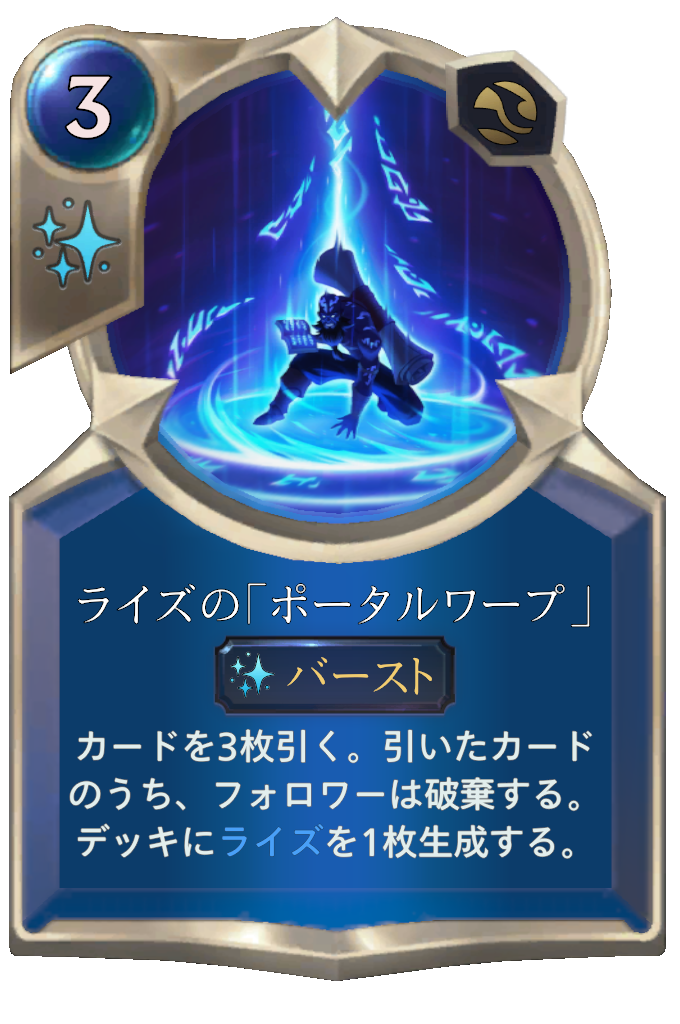 3
ライズの「ポータルワープ」
バースト
カードを3枚引く。引いたカード
のうち、フォロワーは破棄する。
デッキにライズを1枚生成する。